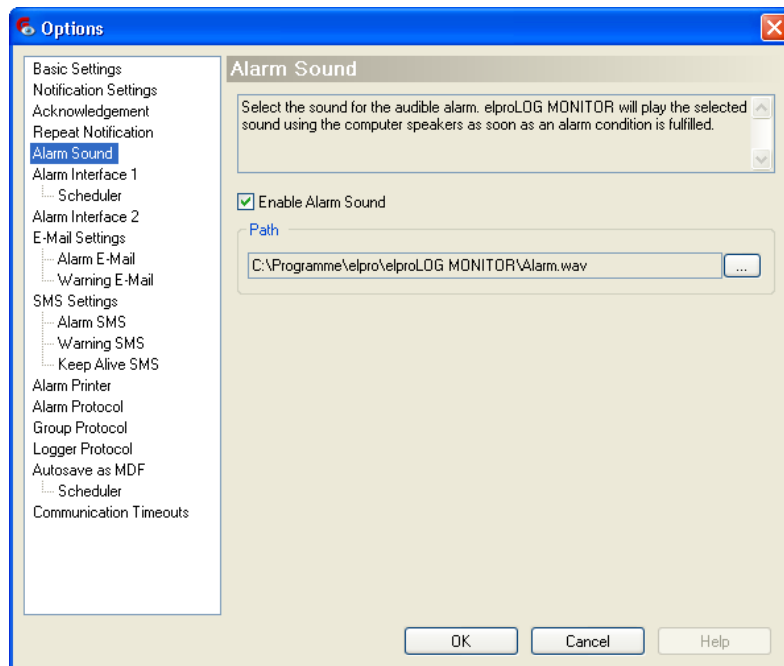 Options
Basic Settings
Notification Settings
Acknowledgement
Repeat Notification
Alarm Sound
Alarm Interface 1
Scheduler
Alarm Interface 2
E-Mail Settings
Alarm E-Mail
Warning E-Mail
SMS Settings
Alarm SMS
Warning SMS
Keep Alive SMS
Alarm Printer
Alarm Protocol
Group Protocol
Logger Protocol
Autosave as MDF
Scheduler
Communication Timeouts
Alarm Sound
Select the sound for the audible alarm. elproLOG MONITOR will play the selected
sound using the computer speakers as soon as an alarm condition is fulfilled.
Enable Alarm Sound
Path
C:\Programme\elpro\elproLOG MONITOR\Alarm.wav
...
OK
Cancel
Help